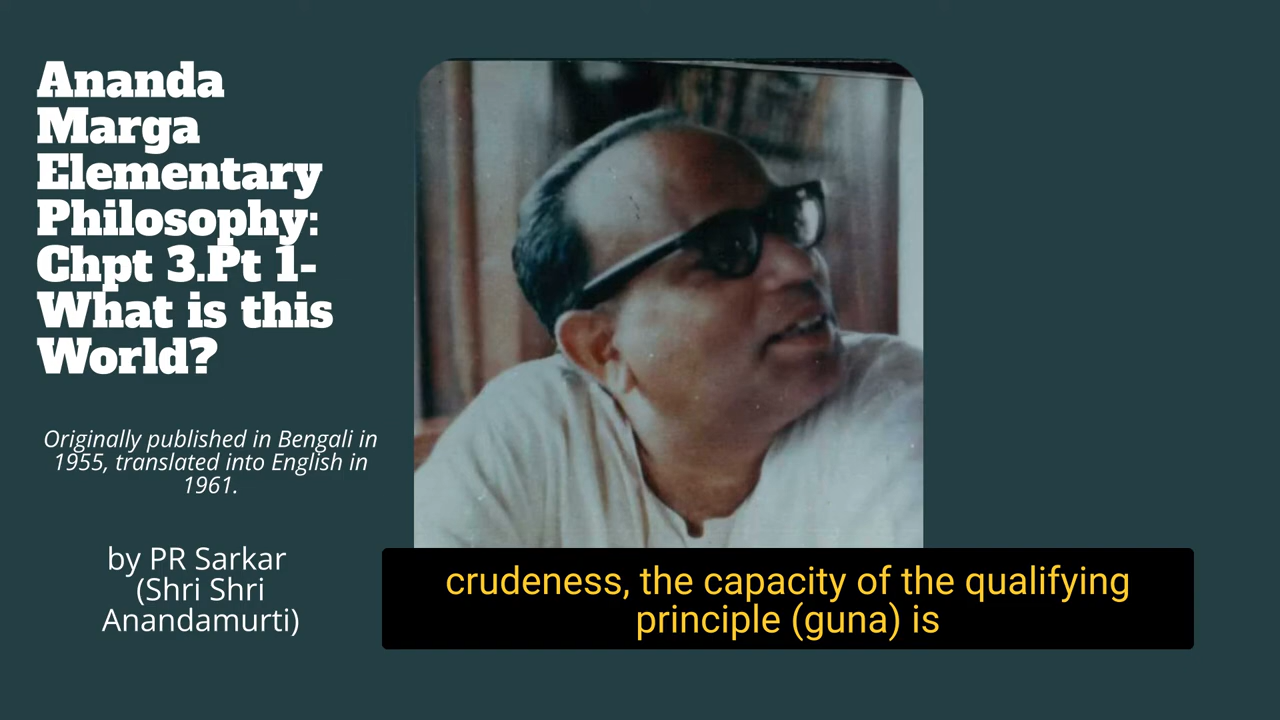 Ananda
Marga
Elementary
Philosophy:
Chpt 3.Pt 1-
What is this
World?
Originally published in Bengali in
1955, translated into English in
1961.
by PR Sarkar
(Shri Shri
Anandamurti)
crudeness, the capacity of the qualifying
principle (guna) is